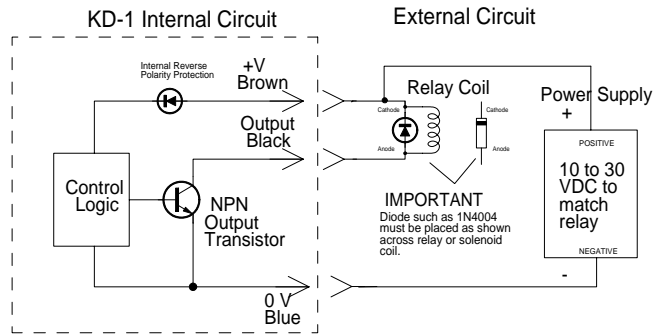 KD-1 Internal Circuit
External Circuit
Internal Reverse
Polarity Protection
+V
Brown
Output
Black
Control
Logic
NPN
Output
Transistor
0 V
Blue
Relay Coil
Cathode
Anode
Cathode
Anode
IMPORTANT
Diode such as 1N4004
must be placed as shown
across relay or solenoid
coil.
Power Supply
+
POSITIVE
10 to 30
VDC to
match
relay
NEGATIVE
-